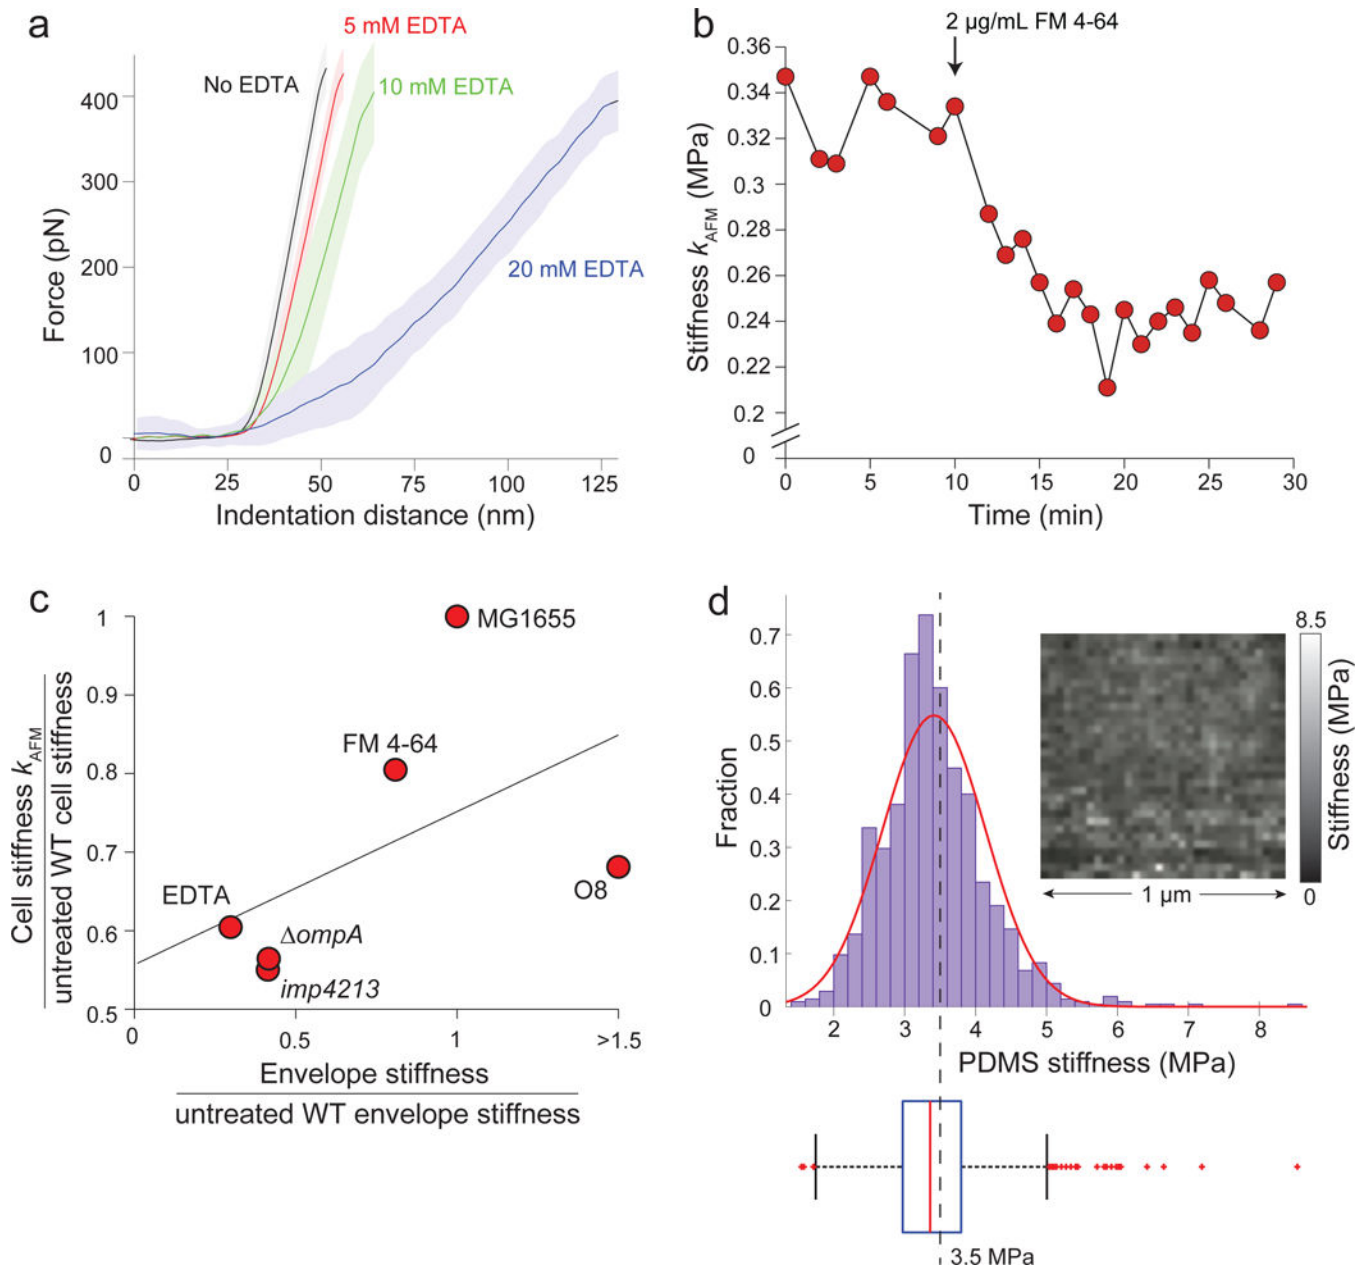 a
5 mM EDTA
No EDTA
10 mM EDTA
20 mM EDTA
400
300
200
100
0
Force (pN)
0 25 50 75 100 125
Indentation distance (nm)
b
2 µg/mL FM 4-64
0.36
0.34
0.32
0.3
0.28
0.26
0.24
0.22
0.2
0
Stiffness kAFM (MPa)
0 5 10 15 20 25 30
Time (min)
c
1
0.9
0.8
0.7
0.6
0.5
Cell stiffness kAFM
untreated WT cell stiffness
MG1655
FM 4-64
O8
EDTA
ΔompA
imp4213
0 0.5 1 >1.5
Envelope stiffness
untreated WT envelope stiffness
d
0.7
0.6
0.5
0.4
0.3
0.2
0.1
0
Fraction
8.5
0
Stiffness (MPa)
1 µm
2 3 4 5 6 7 8
PDMS stiffness (MPa)
3.5 MPa